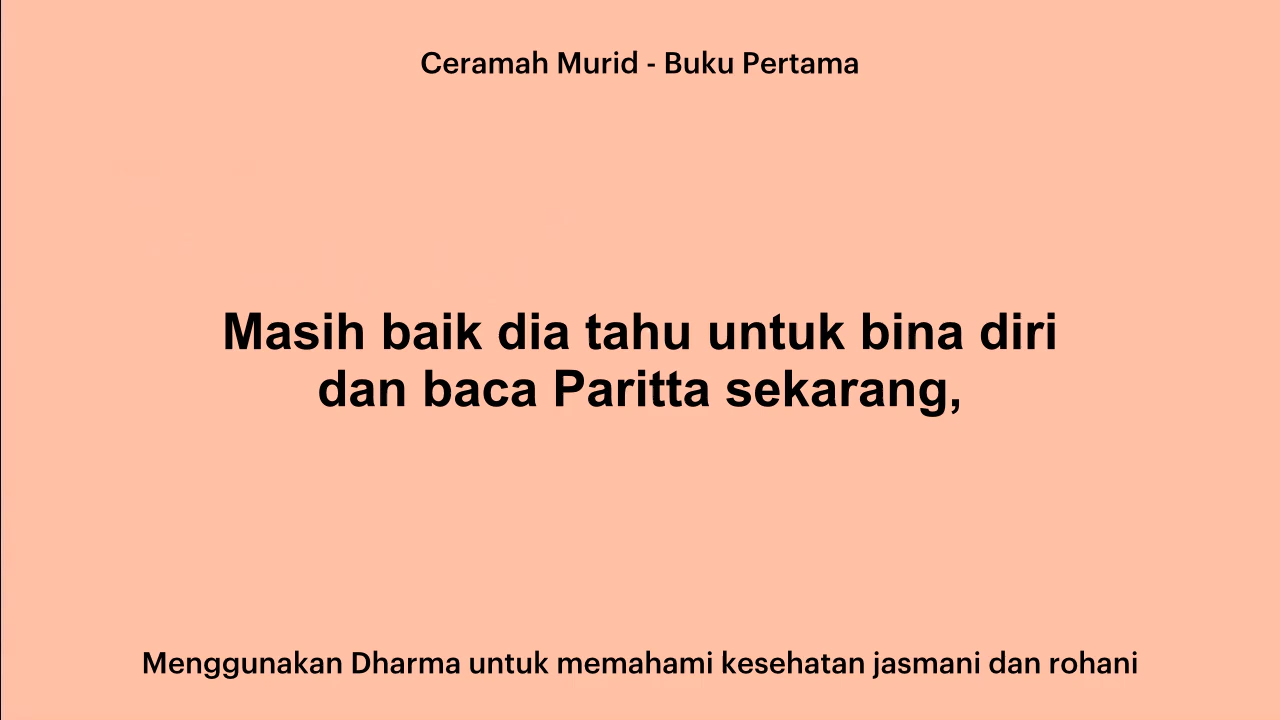 Ceramah Murid - Buku Pertama
Masih baik dia tahu untuk bina diri
dan baca Paritta sekarang,
Menggunakan Dharma untuk memahami kesehatan jasmani dan rohani